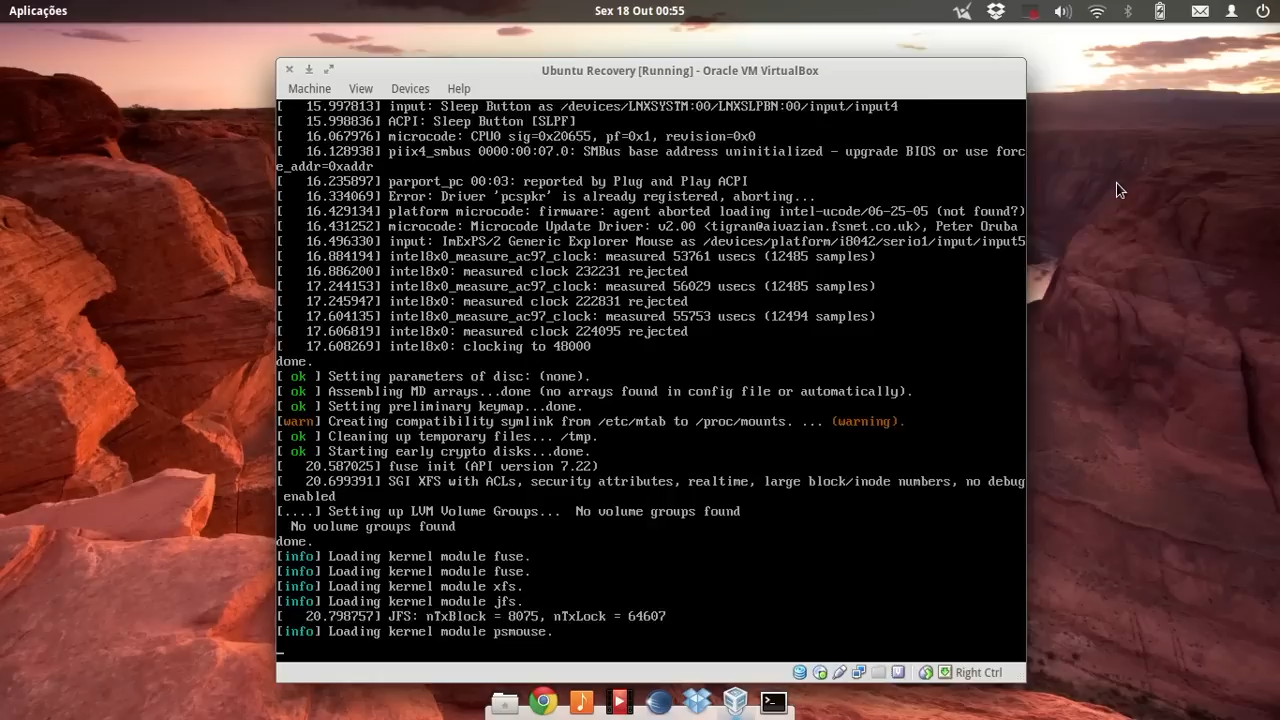 Aplicações
Sex 18 Out 00:55
Ubuntu Recovery [Running] - Oracle VM VirtualBox
Machine View Devices Help
[   15.997813] input: Sleep Button as /devices/LNXSYSTM:00/LNXSLPBN:00/input/input4
[   15.998836] ACPI: Sleep Button [SLPF]
[   16.067976] microcode: CPU0 sig=0x20655, pf=0x1, revision=0x0
[   16.128938] piix4_smbus 0000:00:07.0: SMBus base address uninitialized - upgrade BIOS or use forc
e_addr=0xaddr
[   16.235897] parport_pc 00:03: reported by Plug and Play ACPI
[   16.334069] Error: Driver 'pcspkr' is already registered, aborting...
[   16.429134] platform microcode: firmware: agent aborted loading intel-ucode/06-25-05 (not found?)
[   16.431252] microcode: Microcode Update Driver: v2.00 <tigran@aivazian.fsnet.co.uk>, Peter Oruba
[   16.496330] input: ImExPS/2 Generic Explorer Mouse as /devices/platform/i8042/serio1/input/input5
[   16.884194] intel8x0_measure_ac97_clock: measured 53761 usecs (12485 samples)
[   16.886200] intel8x0: measured clock 232231 rejected
[   17.244153] intel8x0_measure_ac97_clock: measured 56029 usecs (12485 samples)
[   17.245947] intel8x0: measured clock 222831 rejected
[   17.604135] intel8x0_measure_ac97_clock: measured 55753 usecs (12494 samples)
[   17.606819] intel8x0: measured clock 224095 rejected
[   17.608269] intel8x0: clocking to 48000
done.
[ ok ] Setting parameters of disc: (none).
[ ok ] Assembling MD arrays...done (no arrays found in config file or automatically).
[ ok ] Setting preliminary keymap...done.
[warn] Creating compatibility symlink from /etc/mtab to /proc/mounts. ... (warning).
[ ok ] Cleaning up temporary files... /tmp.
[ ok ] Starting early crypto disks...done.
[   20.587025] fuse init (API version 7.22)
[   20.699391] SGI XFS with ACLs, security attributes, realtime, large block/inode numbers, no debug
enabled
[....] Setting up LVM Volume Groups...  No volume groups found
No volume groups found
done.
[info] Loading kernel module fuse.
[info] Loading kernel module fuse.
[info] Loading kernel module xfs.
[info] Loading kernel module jfs.
[   20.798757] JFS: nTxBlock = 8075, nTxLock = 64607
[info] Loading kernel module psmouse.
_
Right Ctrl